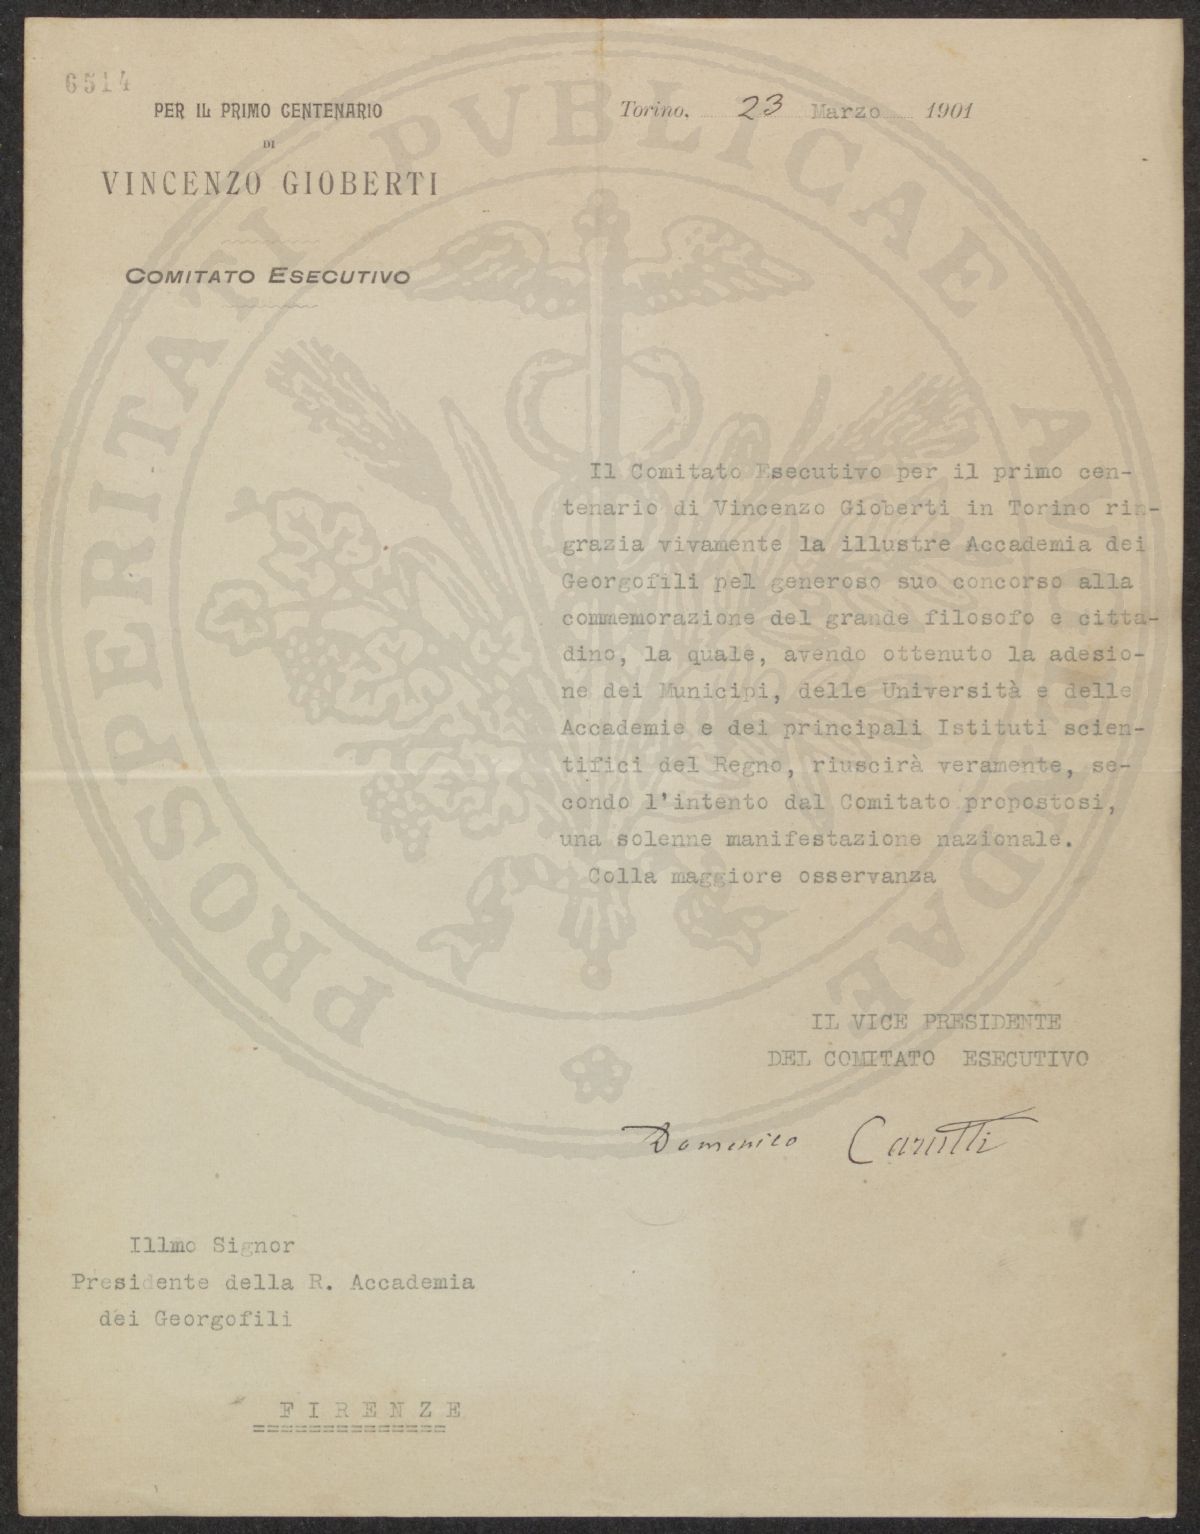 6514
PER IL PRIMO CENTENARIO
DI
VINCENZO GIOBERTI
COMITATO ESECUTIVO
Torino, 23 Marzo 1901
Il Comitato Esecutivo per il primo cen-
tenario di Vincenzo Gioberti in Torino rin-
grazia vivamente la illustre Accademia dei
Georgofili pel generoso suo concorso alla
commemorazione del grande filosofo e citta-
dino, la quale, avendo ottenuto la adesio-
ne dei Municipi, delle Università e delle
Accademie e dei principali Istituti scien-
tifici del Regno, riuscirà veramente, se-
condo l'intento dal Comitato propostosi,
una solenne manifestazione nazionale.
Colla maggiore osservanza
IL VICE PRESIDENTE
DEL COMITATO ESECUTIVO
Domenico Carutti
Illmo Signor
Presidente della R. Accademia
dei Georgofili
FIRENZE
PROSPERITATI PVBLICAE AVGENDAE